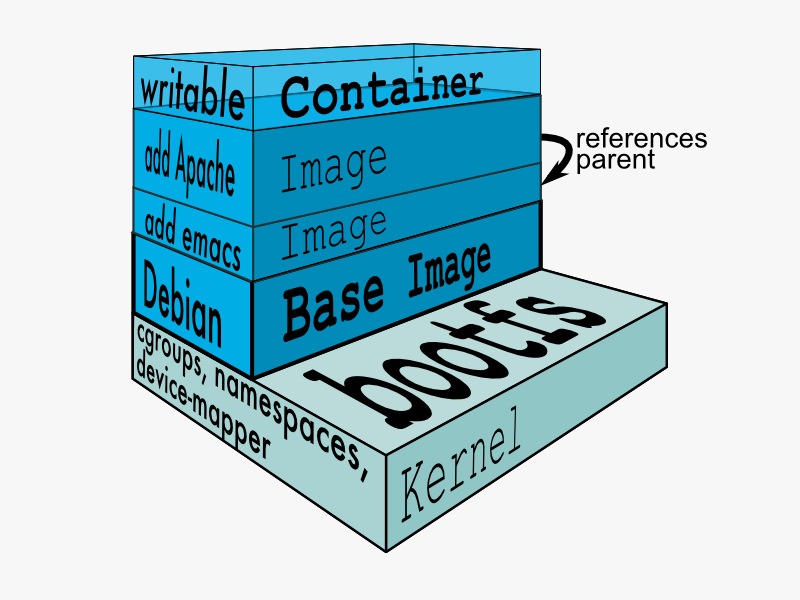 writable
Container
add Apache
Image
references
parent
add emacs
Image
Debian
Base Image
bootfs
cgroups, namespaces,
device-mapper
Kernel